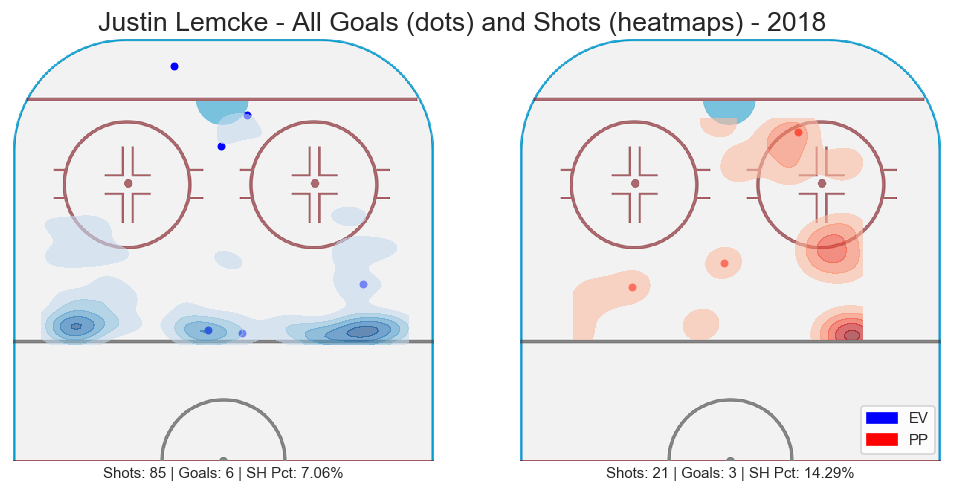 Justin Lemcke - All Goals (dots) and Shots (heatmaps) - 2018
EV
PP
Shots: 85 | Goals: 6 | SH Pct: 7.06%
Shots: 21 | Goals: 3 | SH Pct: 14.29%